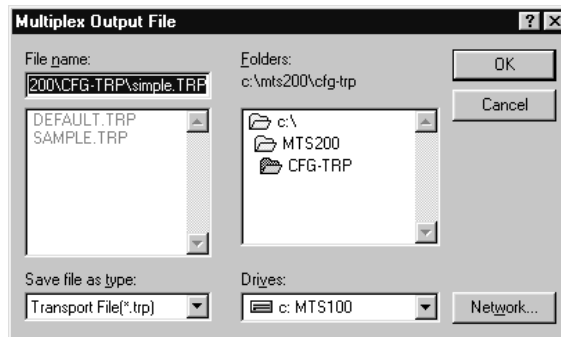 Multiplex Output File
File name:
200\CFG-TRP\simple.TRP
DEFAULT.TRP
SAMPLE.TRP
Save file as type:
Transport File(*.trp)
Folders:
c:\mts200\cfg-trp
c:\
MTS200
CFG-TRP
Drives:
c: MTS100
OK
Cancel
Network...